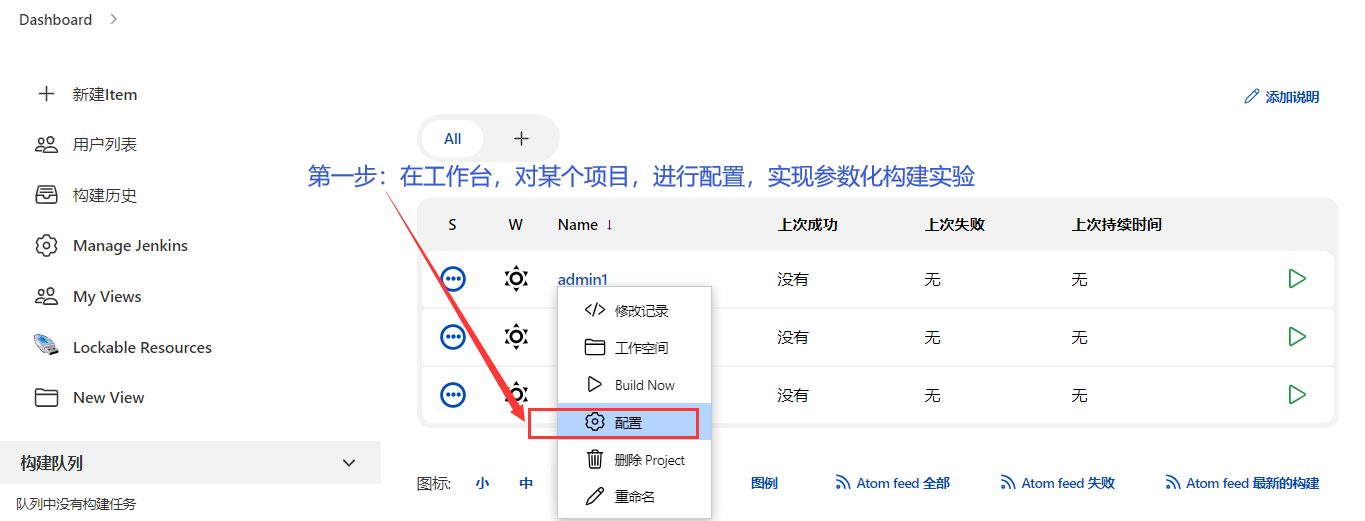 Dashboard
新建Item
用户列表
构建历史
Manage Jenkins
My Views
Lockable Resources
New View
构建队列
队列中没有构建任务
添加说明
All
第一步：在工作台，对某个项目，进行配置，实现参数化构建实验
S W Name ↓ 上次成功 上次失败 上次持续时间
admin1 没有 无 无
没有 无 无
没有 无 无
修改记录
工作空间
Build Now
配置
删除 Project
重命名
图标: 小 中 图例 Atom feed 全部 Atom feed 失败 Atom feed 最新的构建